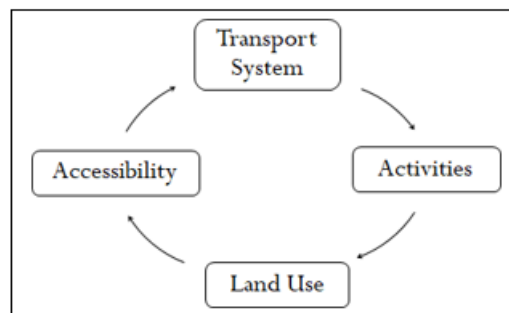 Transport
System
Accessibility
Activities
Land Use